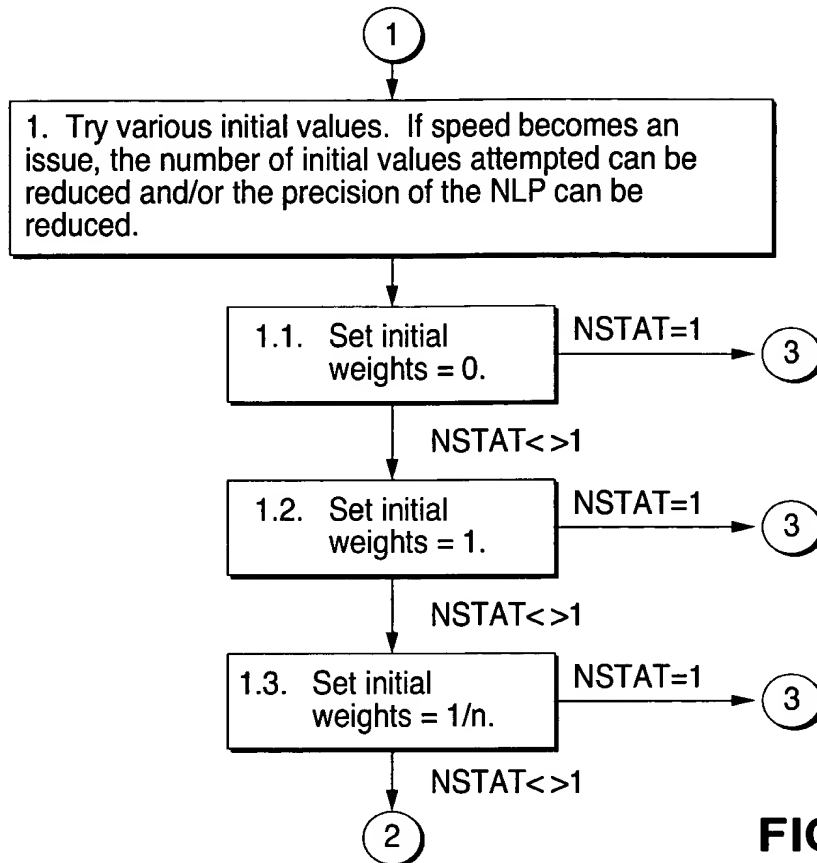 1
1. Try various initial values. If speed becomes an
issue, the number of initial values attempted can be
reduced and/or the precision of the NLP can be
reduced.
1.1. Set initial
weights = 0.
NSTAT=1
3
NSTAT<>1
1.2. Set initial
weights = 1.
NSTAT=1
3
NSTAT<>1
1.3. Set initial
weights = 1/n.
NSTAT=1
3
NSTAT<>1
2